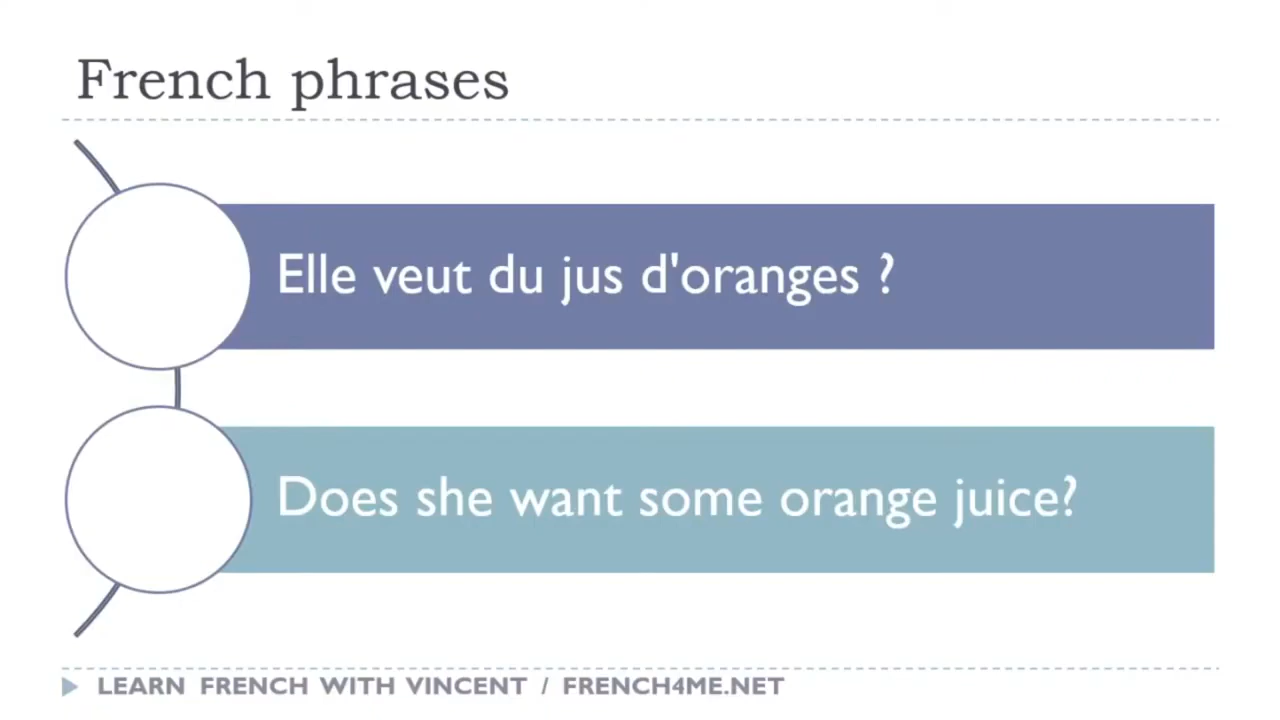 French phrases
Elle veut du jus d'oranges ?
Does she want some orange juice?
LEARN FRENCH WITH VINCENT / FRENCH4ME.NET